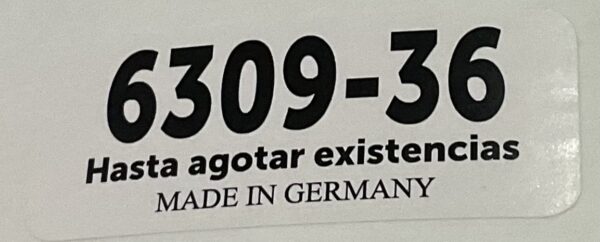 6309-36
Hasta agotar existencias
MADE IN GERMANY